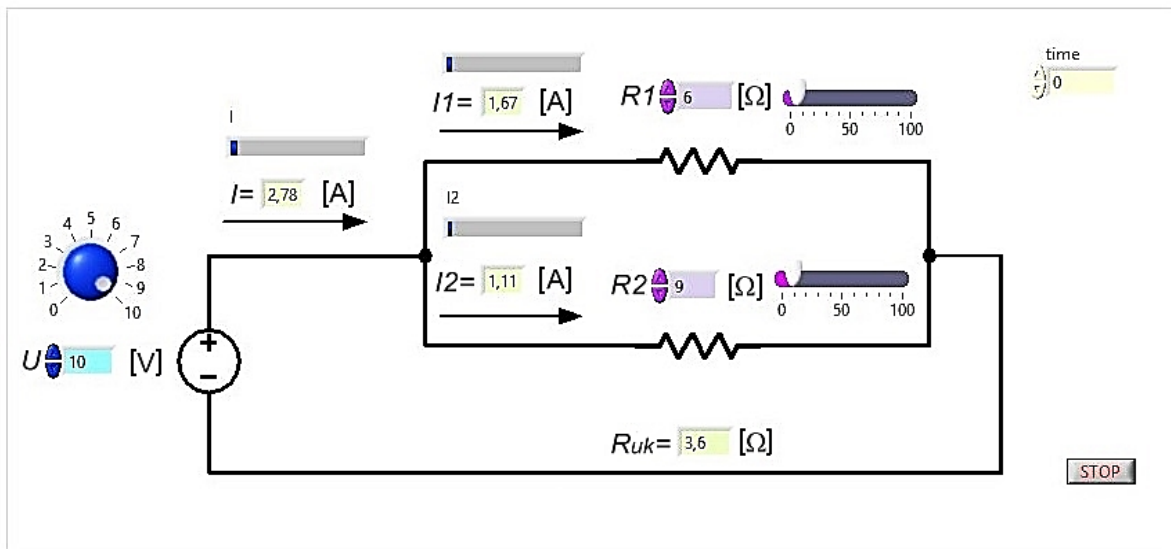 time
0
I1= 1,67 [A]
R1 6 [Ω]
0 50 100
I
I= 2,78 [A]
I2
I2= 1,11 [A]
R2 9 [Ω]
0 50 100
0 1 2 3 4 5 6 7 8 9 10
U 10 [V]
+
−
Ruk= 3,6 [Ω]
STOP